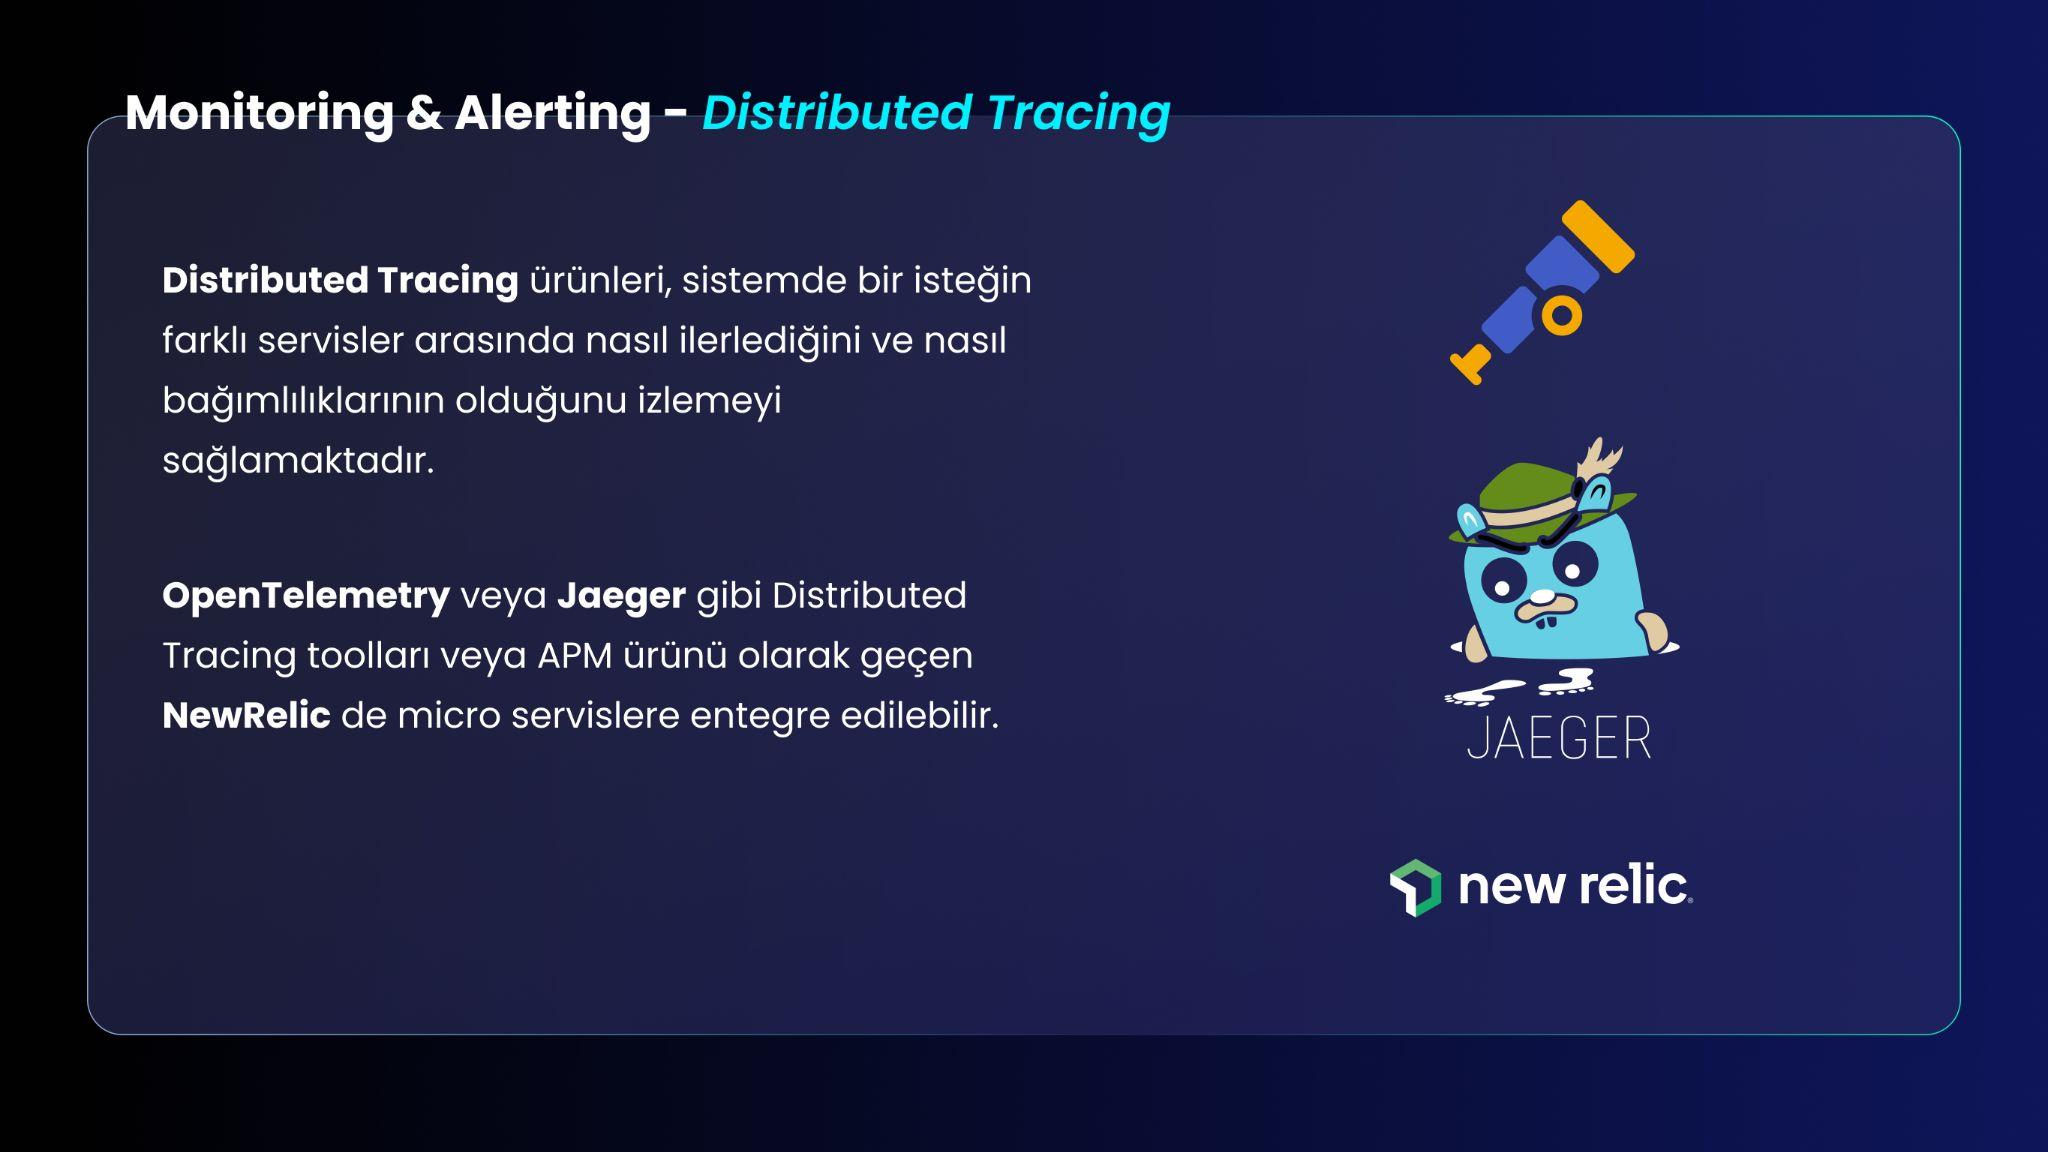 Monitoring & Alerting - Distributed Tracing
Distributed Tracing ürünleri, sistemde bir isteğin
farklı servisler arasında nasıl ilerlediğini ve nasıl
bağımlılıklarının olduğunu izlemeyi
sağlamaktadır.
OpenTelemetry veya Jaeger gibi Distributed
Tracing toolları veya APM ürünü olarak geçen
NewRelic de micro servislere entegre edilebilir.
JAEGER
new relic®